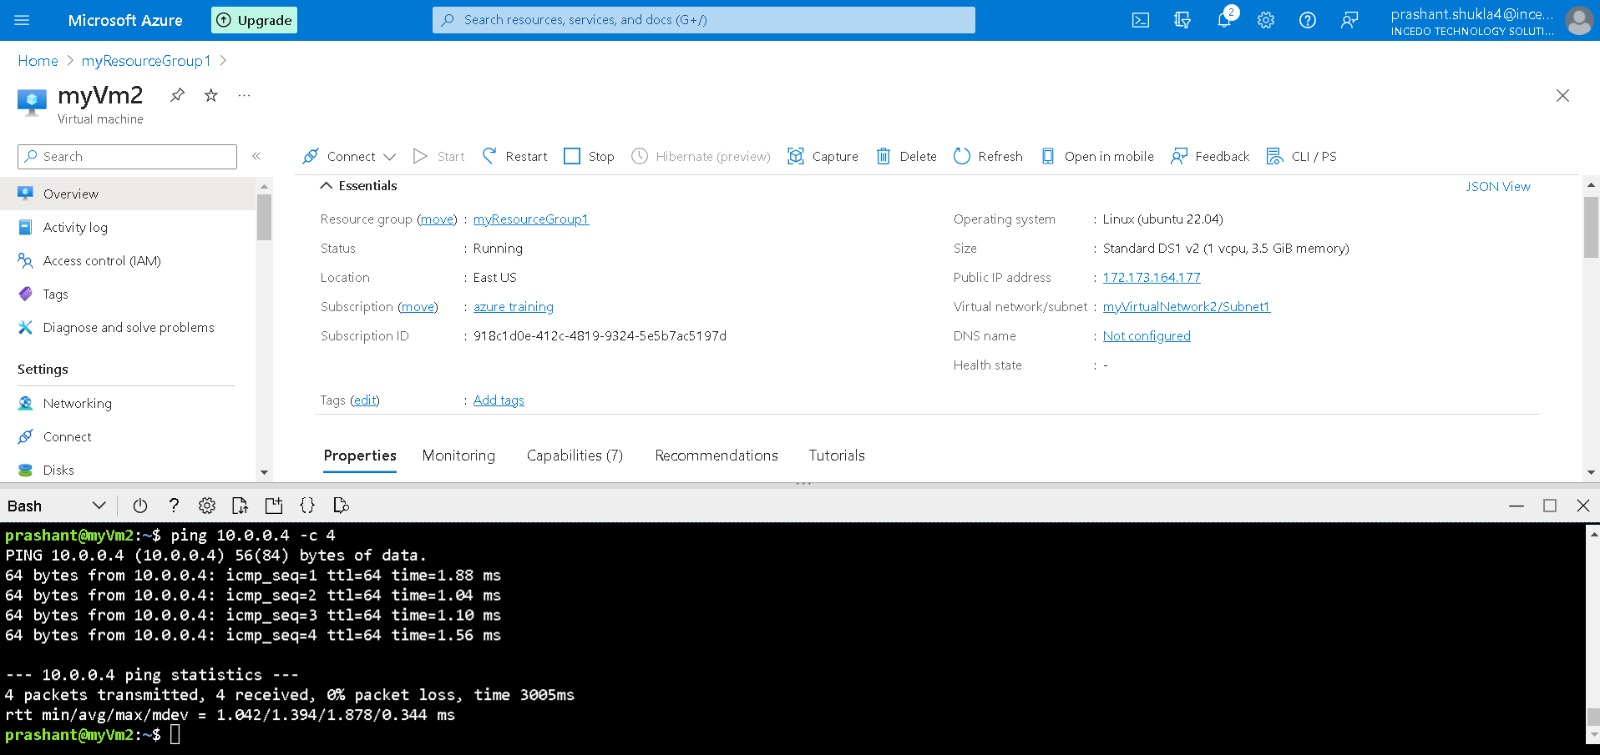 Microsoft Azure
Upgrade
Search resources, services, and docs (G+/)
2
prashant.shukla4@ince...
INCEDO TECHNOLOGY SOLUTI...
Home > myResourceGroup1 >
myVm2
Virtual machine
Search
«
Connect
Start
Restart
Stop
Hibernate (preview)
Capture
Delete
Refresh
Open in mobile
Feedback
CLI / PS
Overview
Activity log
Access control (IAM)
Tags
Diagnose and solve problems
Settings
Networking
Connect
Disks
Essentials
JSON View
Resource group (move) : myResourceGroup1
Status : Running
Location : East US
Subscription (move) : azure training
Subscription ID : 918c1d0e-412c-4819-9324-5e5b7ac5197d
Operating system : Linux (ubuntu 22.04)
Size : Standard DS1 v2 (1 vcpu, 3.5 GiB memory)
Public IP address : 172.173.164.177
Virtual network/subnet : myVirtualNetwork2/Subnet1
DNS name : Not configured
Health state : -
Tags (edit) : Add tags
Properties
Monitoring
Capabilities (7)
Recommendations
Tutorials
Bash
?
{}
prashant@myVm2:~$ ping 10.0.0.4 -c 4
PING 10.0.0.4 (10.0.0.4) 56(84) bytes of data.
64 bytes from 10.0.0.4: icmp_seq=1 ttl=64 time=1.88 ms
64 bytes from 10.0.0.4: icmp_seq=2 ttl=64 time=1.04 ms
64 bytes from 10.0.0.4: icmp_seq=3 ttl=64 time=1.10 ms
64 bytes from 10.0.0.4: icmp_seq=4 ttl=64 time=1.56 ms
--- 10.0.0.4 ping statistics ---
4 packets transmitted, 4 received, 0% packet loss, time 3005ms
rtt min/avg/max/mdev = 1.042/1.394/1.878/0.344 ms
prashant@myVm2:~$